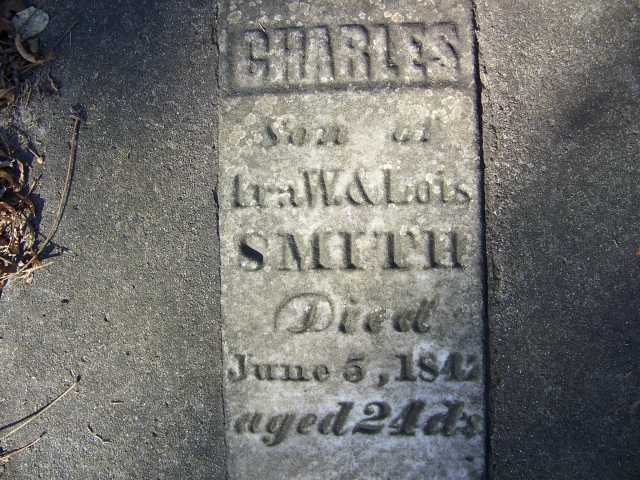 CHARLES
Son of
Ira W. & Lois
SMITH
Died
June 5,
aged 24 ds